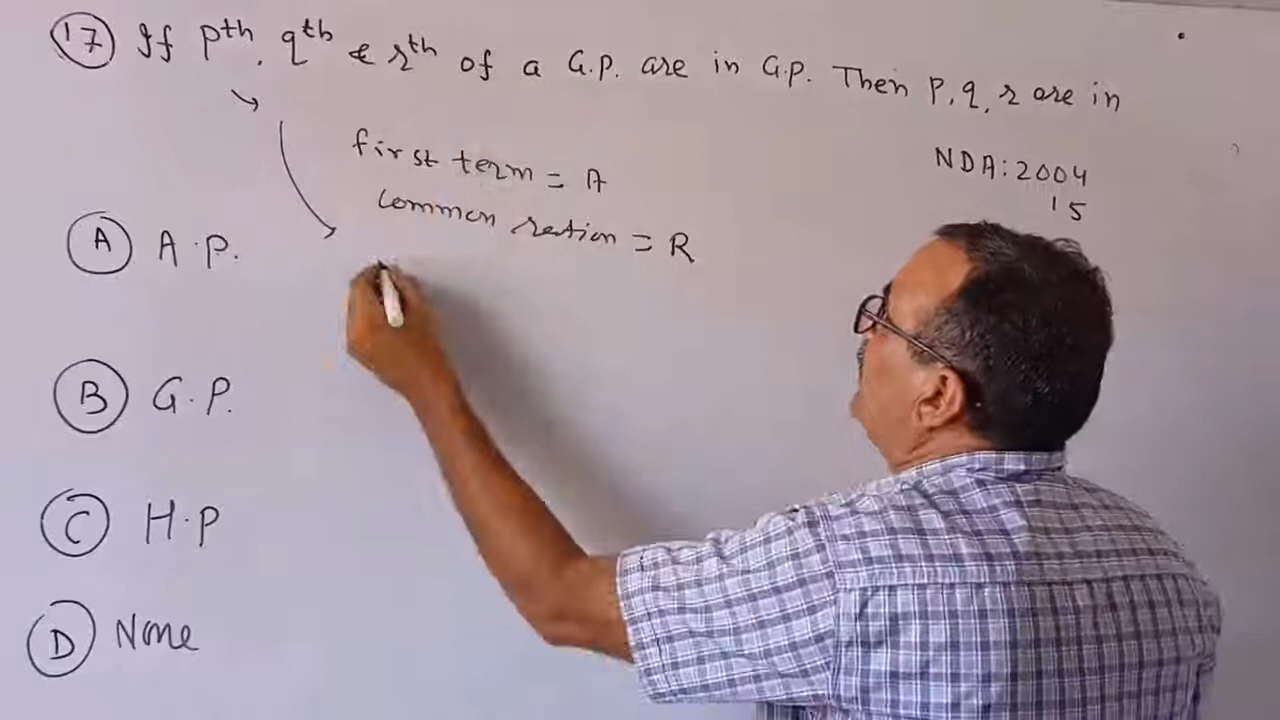 17 If pth, qth & rth of a G.P. are in G.P. Then p, q, r are in
NDA:2004
15
first term = A
common ration = R
A A.P.
B G.P.
C H.P
D None